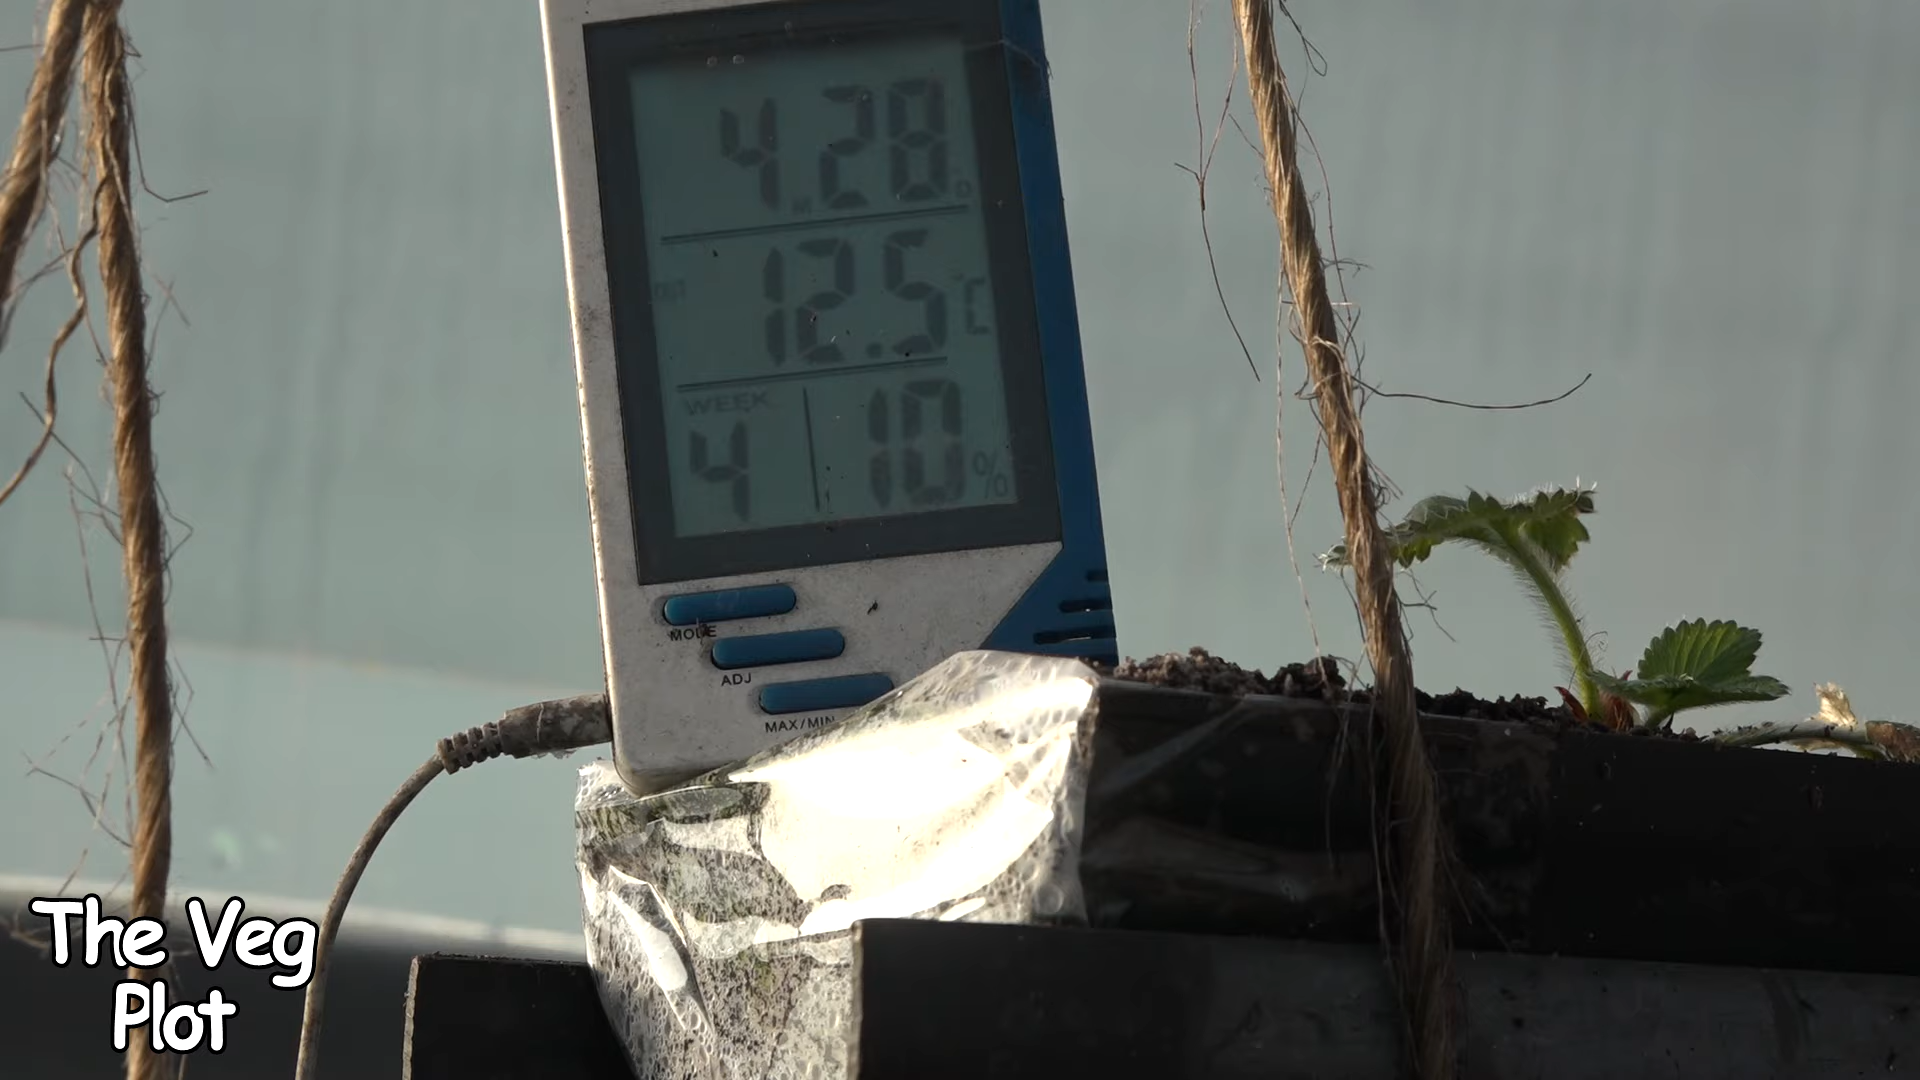 4 M 28 D
12.5 °C
WEEK
4 10 %
MODE
ADJ
MAX/MIN
The Veg
Plot